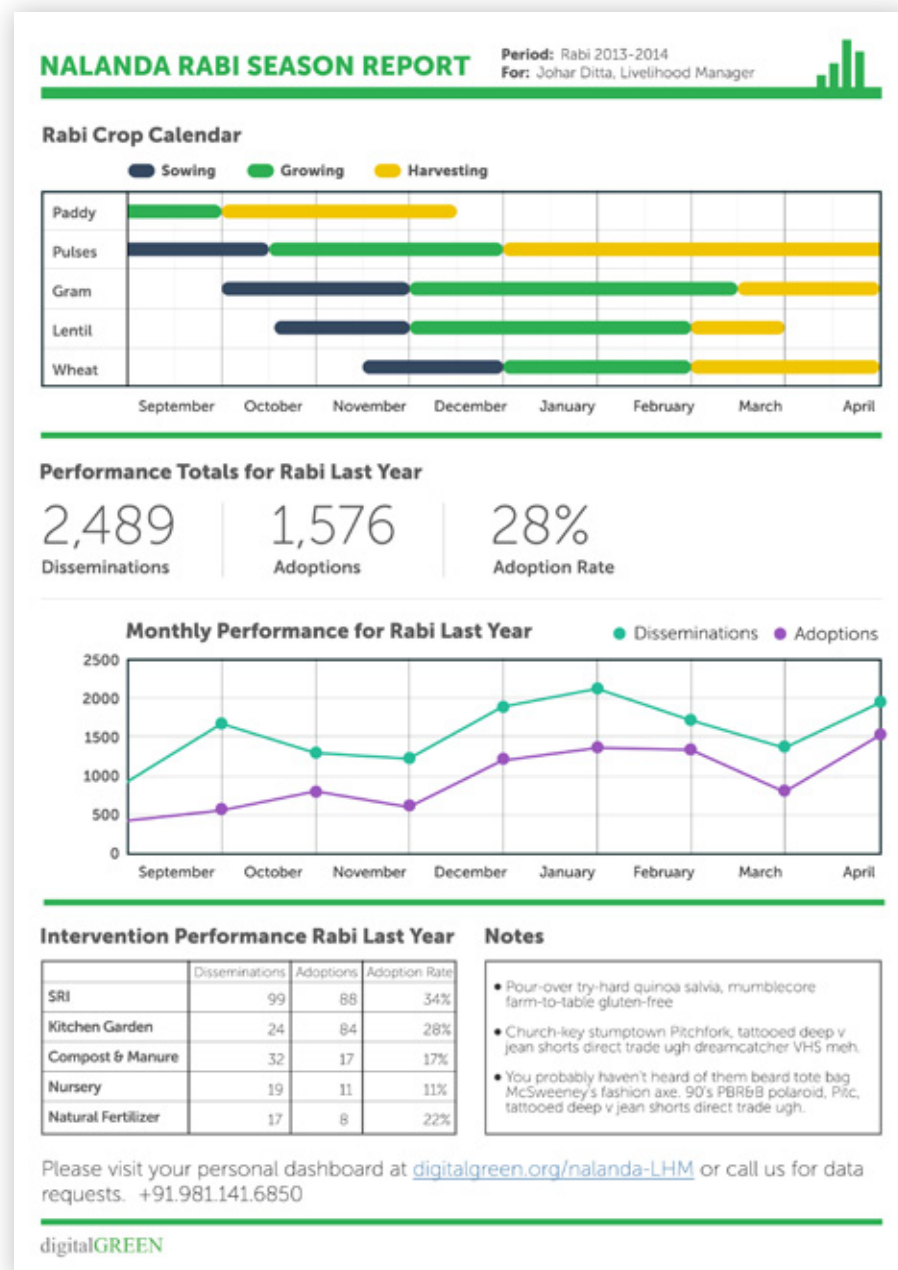 NALANDA RABI SEASON REPORT
Period: Rabi 2013-2014
For: Johar Ditta, Livelihood Manager
Rabi Crop Calendar
Sowing Growing Harvesting
Paddy
Pulses
Gram
Lentil
Wheat
September October November December January February March April
Performance Totals for Rabi Last Year
2,489 1,576 28%
Disseminations Adoptions Adoption Rate
Monthly Performance for Rabi Last Year Disseminations Adoptions
2500
2000
1500
1000
500
0
September October November December January February March April
Intervention Performance Rabi Last Year
Disseminations Adoptions Adoption Rate
SRI 99 88 34%
Kitchen Garden 24 84 28%
Compost & Manure 32 17 17%
Nursery 19 11 11%
Natural Fertilizer 17 8 22%
Notes
• Pour-over try-hard quinoa salvia, mumblecore
farm-to-table gluten-free
• Church-key stumptown Pitchfork, tattooed deep v
jean shorts direct trade ugh dreamcatcher VHS meh.
• You probably haven't heard of them beard tote bag
McSweeney's fashion axe. 90's PBR&B polaroid, Pitc,
tattooed deep v jean shorts direct trade ugh.
Please visit your personal dashboard at digitalgreen.org/nalanda-LHM or call us for data
requests. +91.981.141.6850
digitalGREEN